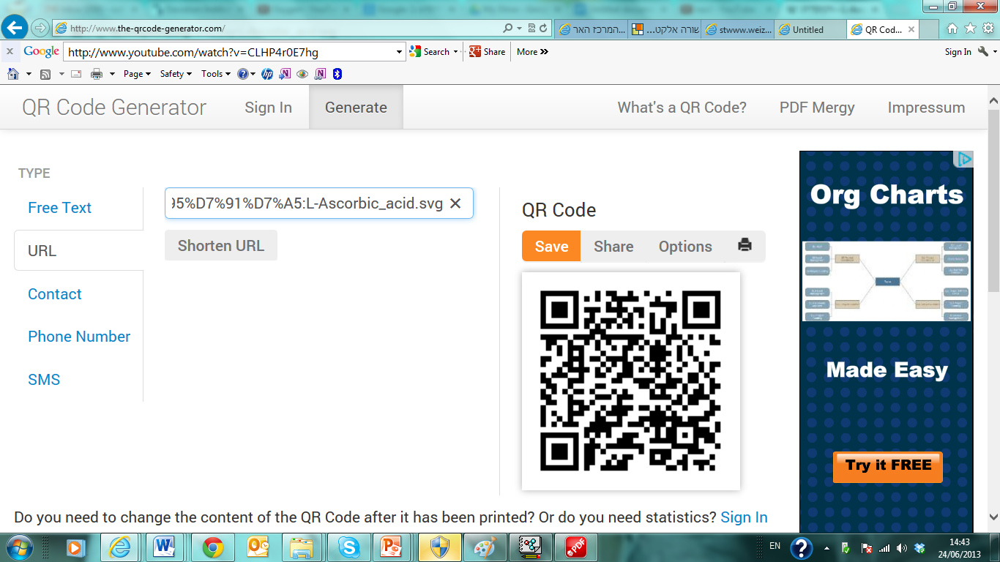 http://www.the-qrcode-generator.com/
המרכז האר...
שורה אלקט...
stwww.weiz...
Untitled
QR Cod...
x Google http://www.youtube.com/watch?v=CLHP4r0E7hg Search Share More »
Sign In
Page Safety Tools
QR Code Generator Sign In Generate What's a QR Code? PDF Mergy Impressum
TYPE
Free Text
URL
Contact
Phone Number
SMS
95%D7%91%D7%A5:L-Ascorbic_acid.svg
Shorten URL
QR Code
Save Share Options
Org Charts
Made Easy
Try it FREE
Do you need to change the content of the QR Code after it has been printed? Or do you need statistics? Sign In
EN
14:43
24/06/2013